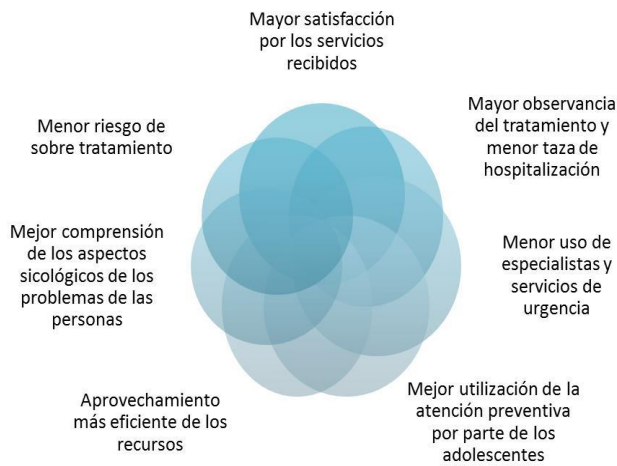 Mayor satisfacción
por los servicios
recibidos
Mayor observancia
del tratamiento y
menor taza de
hospitalización
Menor uso de
especialistas y
servicios de
urgencia
Mejor utilización de la
atención preventiva
por parte de los
adolescentes
Aprovechamiento
más eficiente de los
recursos
Mejor comprensión
de los aspectos
sicológicos de los
problemas de las
personas
Menor riesgo de
sobre tratamiento